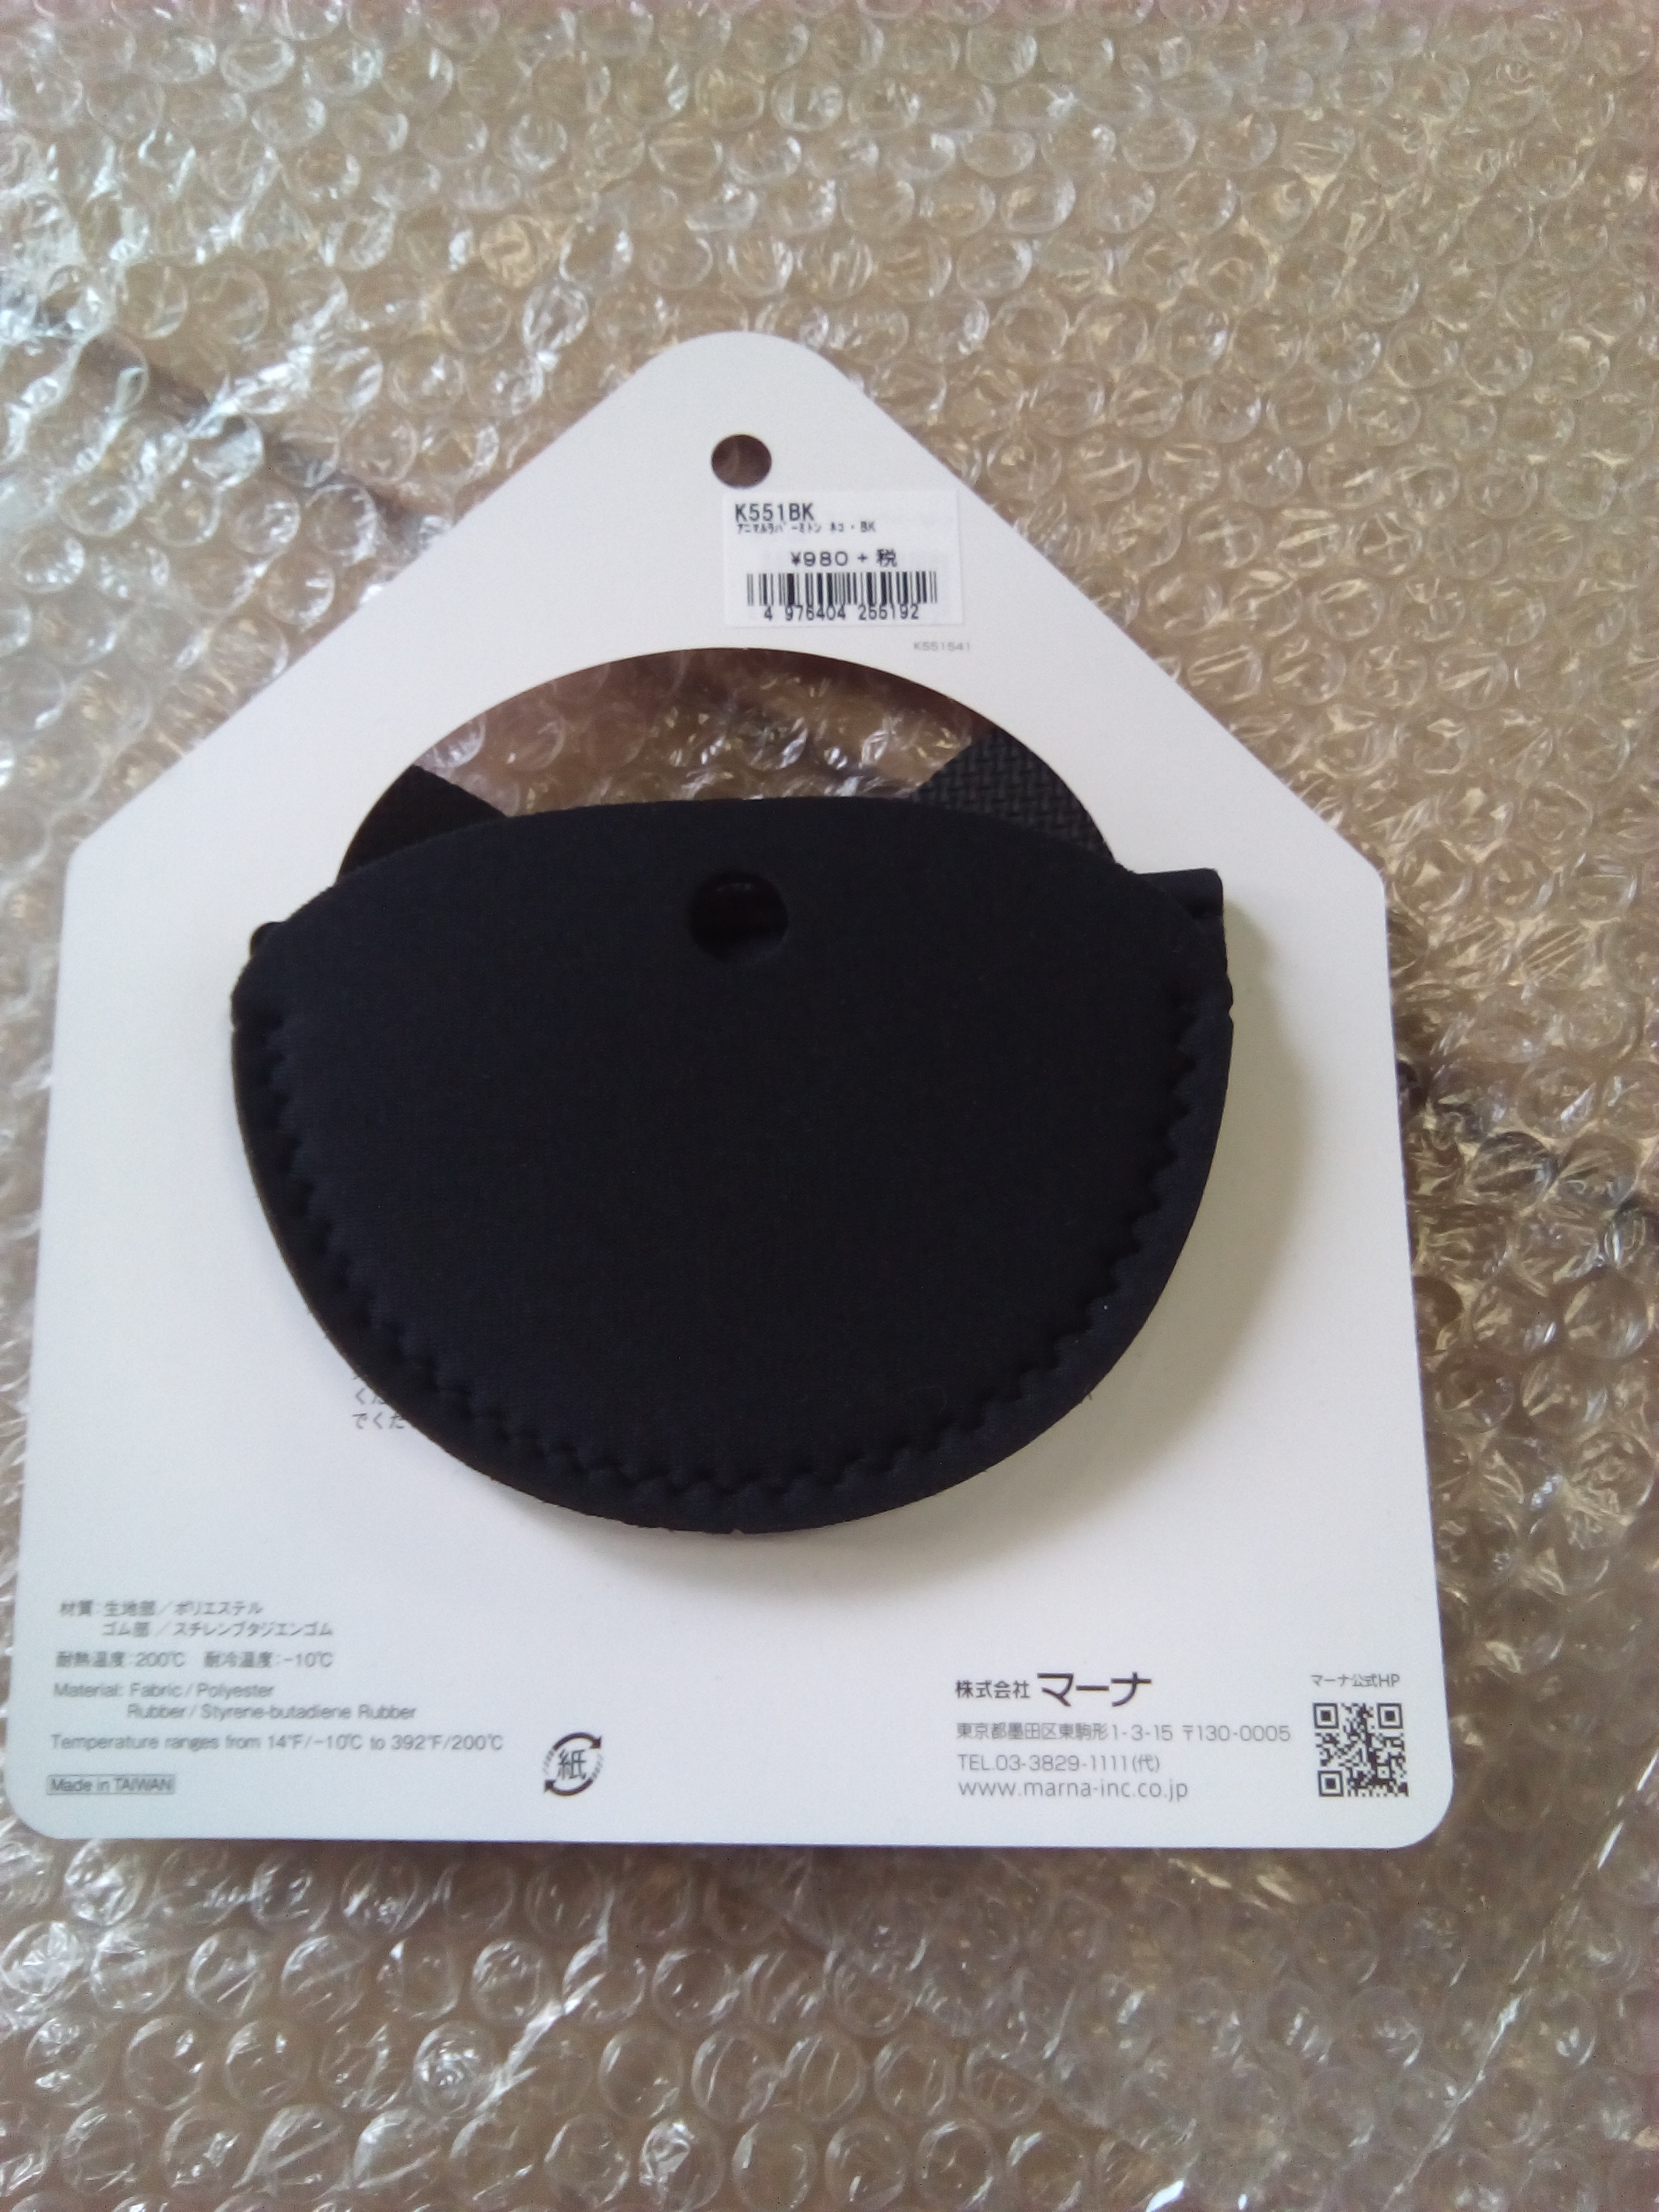 K551BK
アニマルラバーミトン ネコ・BK
¥980+税
4 976404 256192
K551541
くだ
でくだ
材質:生地部／ポリエステル
ゴム部／スチレンブタジエンゴム
耐熱温度:200℃ 耐冷温度:-10℃
Material: Fabric/Polyester
Rubber/Styrene-butadiene Rubber
Temperature ranges from 14℉/-10℃ to 392℉/200℃
Made in TAIWAN
紙
株式会社 マーナ
東京都墨田区東駒形1-3-15 〒130-0005
TEL.03-3829-1111(代)
www.marna-inc.co.jp
マーナ公式HP